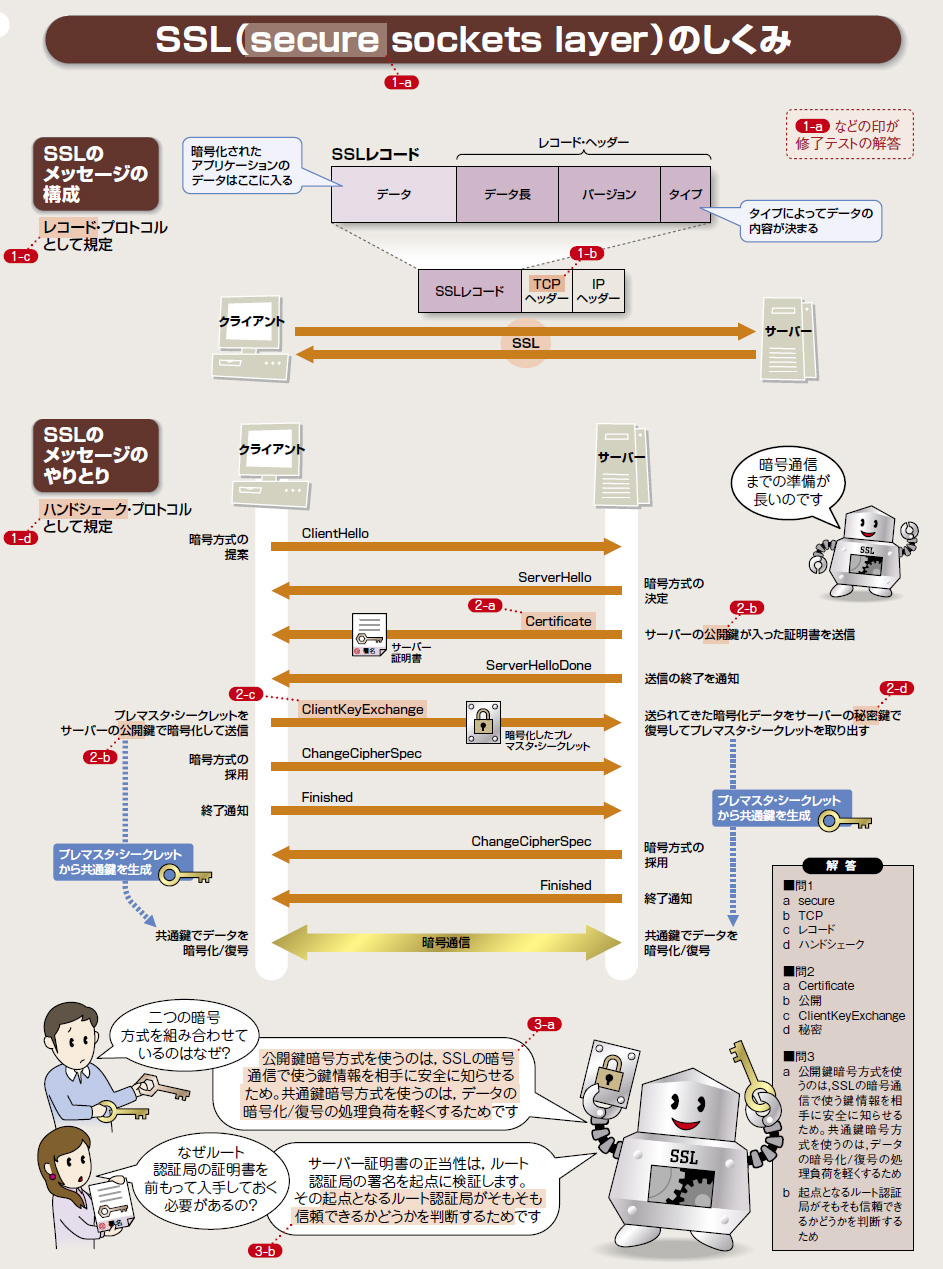 SSL(secure sockets layer)のしくみ
1-a
1-a などの印が
修了テストの解答
SSLの
メッセージの
構成
レコード・プロトコル
として規定
1-c
暗号化された
アプリケーションの
データはここに入る
SSLレコード
レコード・ヘッダー
データ
データ長
バージョン
タイプ
タイプによってデータの
内容が決まる
1-b
SSLレコード
TCP
ヘッダー
IP
ヘッダー
クライアント
サーバー
SSL
SSLの
メッセージの
やりとり
ハンドシェーク・プロトコル
として規定
1-d
クライアント
サーバー
暗号通信
までの準備が
長いのです
SSL
暗号方式の
提案
ClientHello
ServerHello
暗号方式の
決定
2-a
Certificate
2-b
サーバーの公開鍵が入った証明書を送信
署名
サーバー
証明書
ServerHelloDone
送信の終了を通知
2-c
2-d
プレマスタ・シークレットを
サーバーの公開鍵で暗号化して送信
2-b
ClientKeyExchange
暗号化したプレ
マスタ・シークレット
送られてきた暗号化データをサーバーの秘密鍵で
復号してプレマスタ・シークレットを取り出す
暗号方式の
採用
ChangeCipherSpec
終了通知
Finished
プレマスタ・シークレット
から共通鍵を生成
ChangeCipherSpec
暗号方式の
採用
プレマスタ・シークレット
から共通鍵を生成
Finished
終了通知
共通鍵でデータを
暗号化/復号
暗号通信
共通鍵でデータを
暗号化/復号
二つの暗号
方式を組み合わせて
いるのはなぜ?
3-a
公開鍵暗号方式を使うのは，SSLの暗号
通信で使う鍵情報を相手に安全に知らせる
ため。共通鍵暗号方式を使うのは，データの
暗号化/復号の処理負荷を軽くするためです
なぜルート
認証局の証明書を
前もって入手しておく
必要があるの?
署名
サーバー証明書の正当性は，ルート
認証局の署名を起点に検証します。
その起点となるルート認証局がそもそも
信頼できるかどうかを判断するためです
3-b
SSL
解答
■問1
a secure
b TCP
c レコード
d ハンドシェーク
■問2
a Certificate
b 公開
c ClientKeyExchange
d 秘密
■問3
a 公開鍵暗号方式を使
うのは，SSLの暗号通
信で使う鍵情報を相
手に安全に知らせる
ため。共通鍵暗号方
式を使うのは，データ
の暗号化/復号の処
理負荷を軽くするため
b 起点となるルート認証
局がそもそも信頼でき
るかどうかを判断する
ため